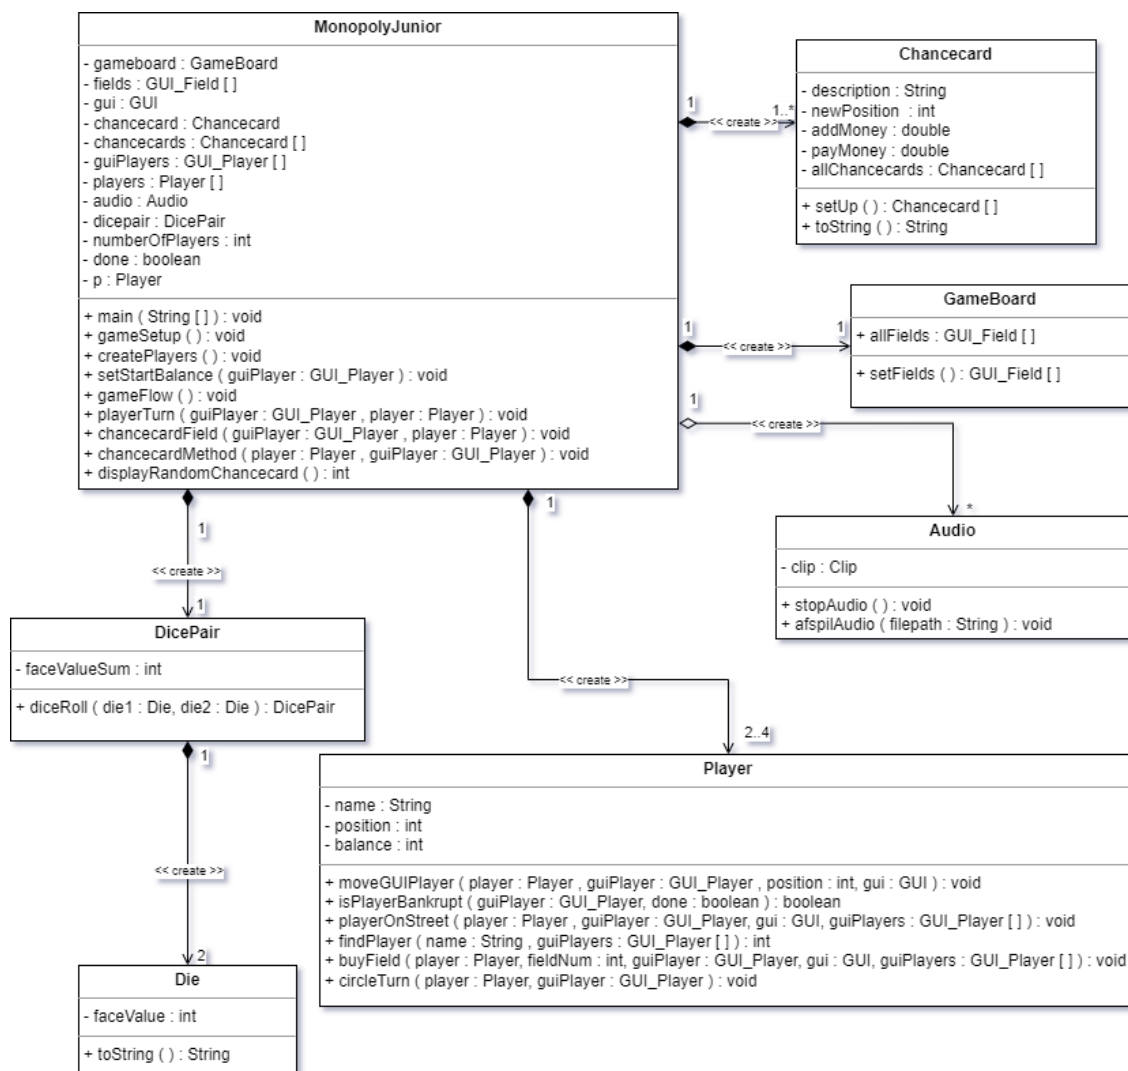 MonopolyJunior
- gameboard : GameBoard
- fields : GUI_Field [ ]
- gui : GUI
- chancecard : Chancecard
- chancecards : Chancecard [ ]
- guiPlayers : GUI_Player [ ]
- players : Player [ ]
- audio : Audio
- dicepair : DicePair
- numberOfPlayers : int
- done : boolean
- p : Player
+ main ( String [ ] ) : void
+ gameSetup ( ) : void
+ createPlayers ( ) : void
+ setStartBalance ( guiPlayer : GUI_Player ) : void
+ gameFlow ( ) : void
+ playerTurn ( guiPlayer : GUI_Player , player : Player ) : void
+ chancecardField ( guiPlayer : GUI_Player , player : Player ) : void
+ chancecardMethod ( player : Player , guiPlayer : GUI_Player ) : void
+ displayRandomChancecard ( ) : int
1
<< create >>
1..*
Chancecard
- description : String
- newPosition : int
- addMoney : double
- payMoney : double
- allChancecards : Chancecard [ ]
+ setUp ( ) : Chancecard [ ]
+ toString ( ) : String
1
<< create >>
1
GameBoard
+ allFields : GUI_Field [ ]
+ setFields ( ) : GUI_Field [ ]
1
<< create >>
*
Audio
- clip : Clip
+ stopAudio ( ) : void
+ afspilAudio ( filepath : String ) : void
1
<< create >>
1
DicePair
- faceValueSum : int
+ diceRoll ( die1 : Die, die2 : Die ) : DicePair
1
<< create >>
2..4
Player
- name : String
- position : int
- balance : int
+ moveGUIPlayer ( player : Player , guiPlayer : GUI_Player , position : int, gui : GUI ) : void
+ isPlayerBankrupt ( guiPlayer : GUI_Player, done : boolean ) : boolean
+ playerOnStreet ( player : Player , guiPlayer : GUI_Player, gui : GUI, guiPlayers : GUI_Player [ ] ) : void
+ findPlayer ( name : String , guiPlayers : GUI_Player [ ] ) : int
+ buyField ( player : Player, fieldNum : int, guiPlayer : GUI_Player, gui : GUI, guiPlayers : GUI_Player [ ] ) : void
+ circleTurn ( player : Player, guiPlayer : GUI_Player ) : void
1
<< create >>
2
Die
- faceValue : int
+ toString ( ) : String